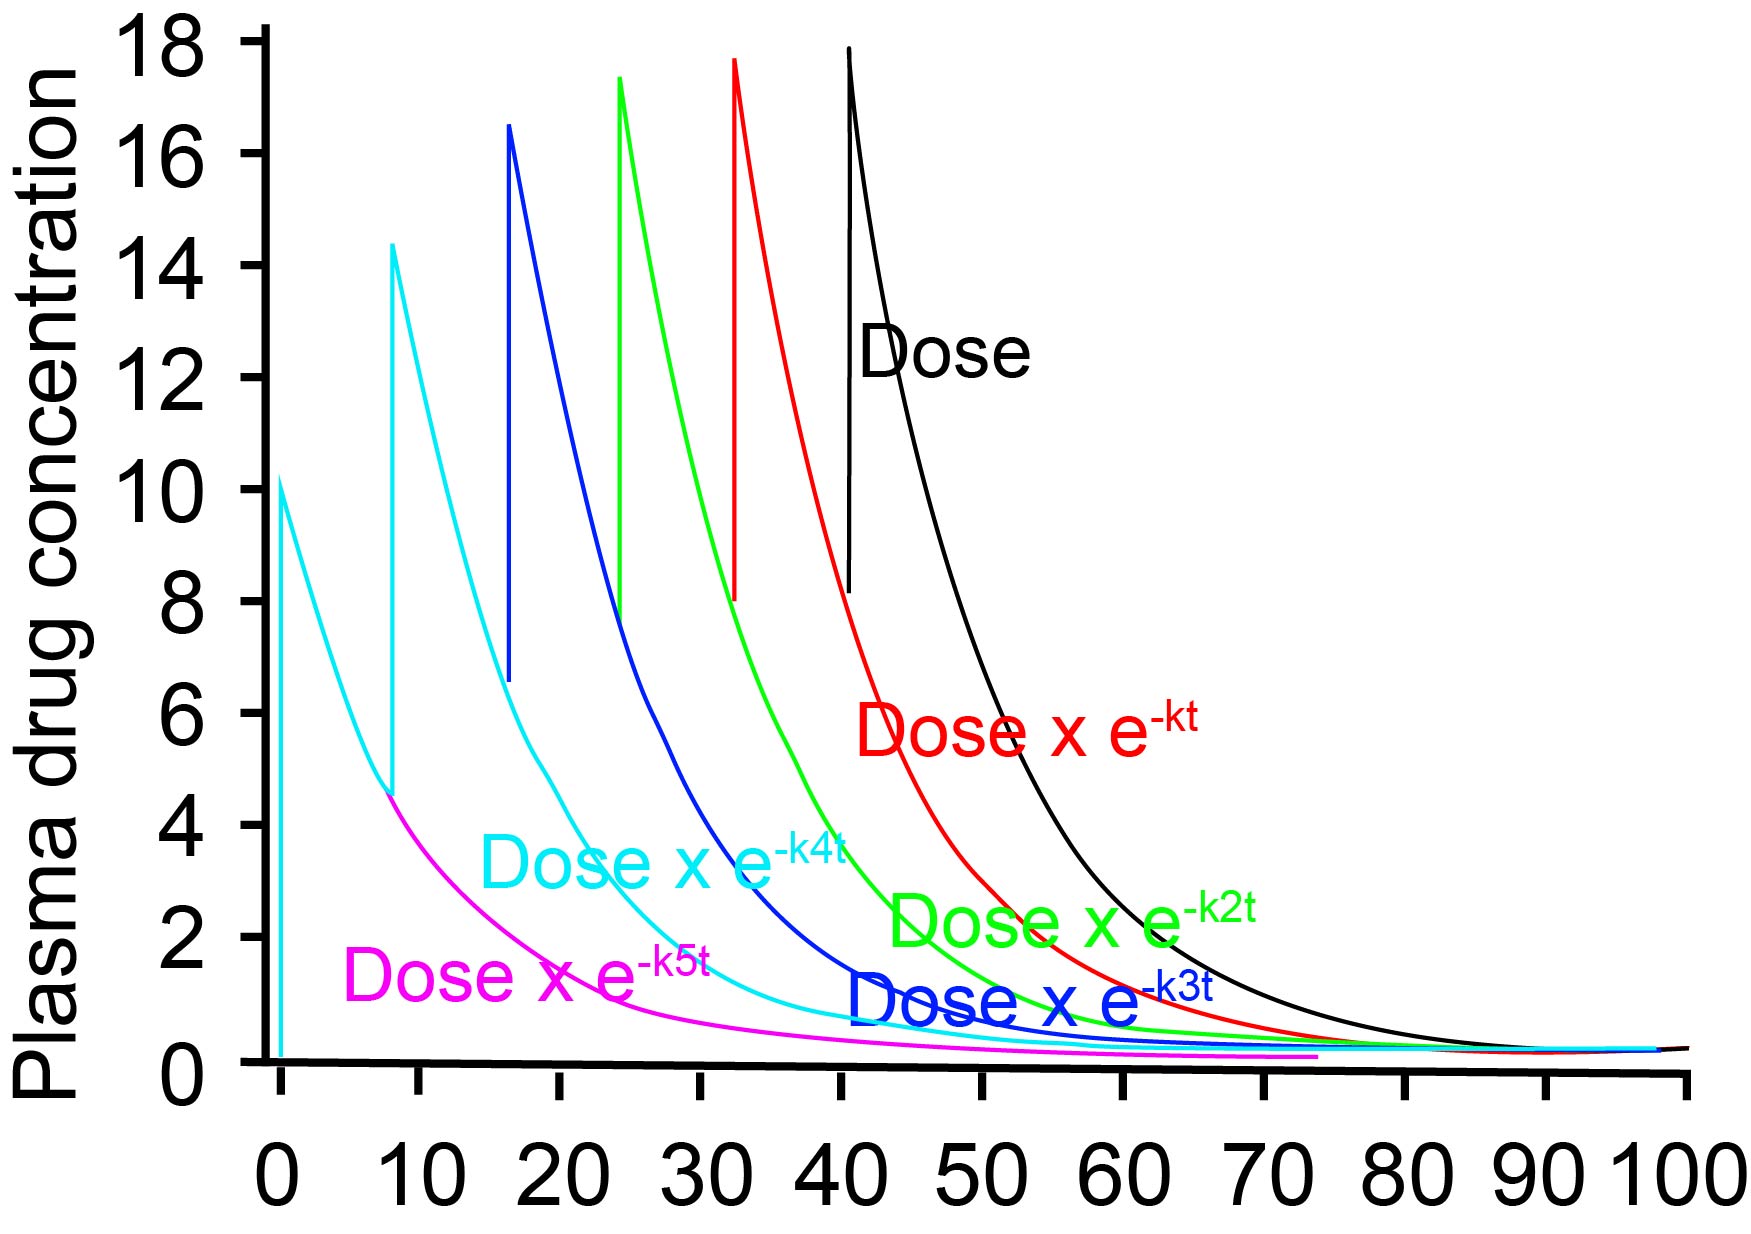 Plasma drug concentration
18
16
14
12
10
8
6
4
2
0
Dose
Dose x e-kt
Dose x e-k4t
Dose x e-k2t
Dose x e-k5t
Dose x e-k3t
0 10 20 30 40 50 60 70 80 90 100